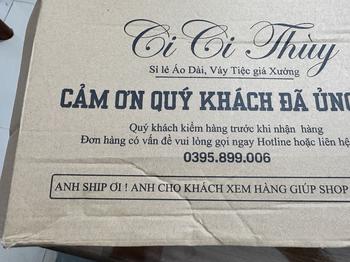 Ci Ci Thùy
Sỉ lẻ Áo Dài, Váy Tiệc giá Xưởng
CẢM ƠN QUÝ KHÁCH ĐÃ ỦNG
Quý khách kiểm hàng trước khi nhận hàng
Đơn hàng có vấn đề vui lòng gọi ngay Hotline hoặc liên hệ
0395.899.006
ANH SHIP ƠI ! ANH CHO KHÁCH XEM HÀNG GIÚP SHOP